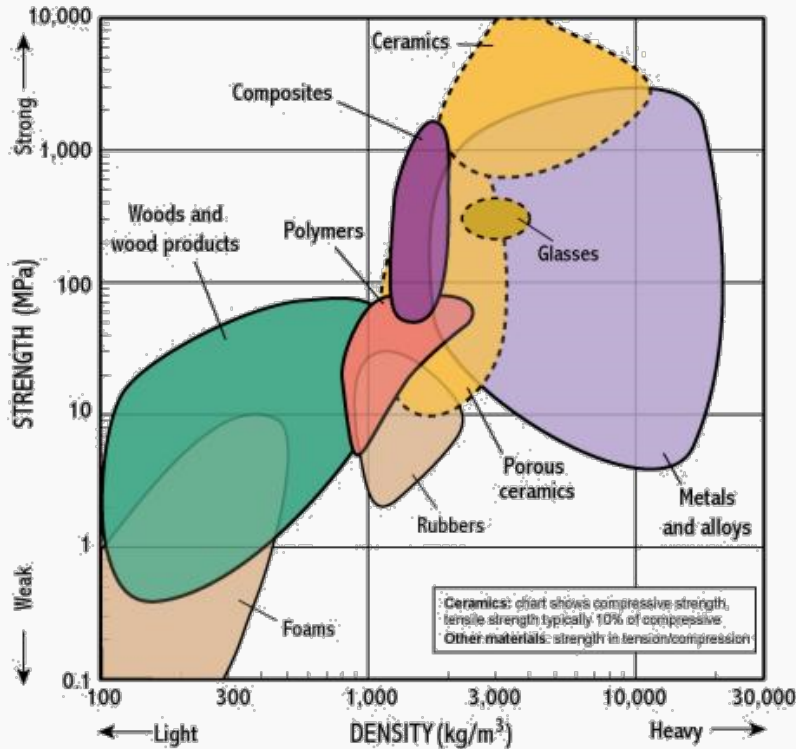 10,000
1,000
100
10
1
0.1
Strong
STRENGTH (MPa)
Weak
Ceramics
Composites
Woods and
wood products
Polymers
Glasses
Porous
ceramics
Rubbers
Metals
and alloys
Foams
Ceramics: chart shows compressive strength,
tensile strength typically 10% of compressive
Other materials: strength in tension/compression
100
300
1,000
3,000
10,000
30,000
Light
DENSITY (kg/m³)
Heavy